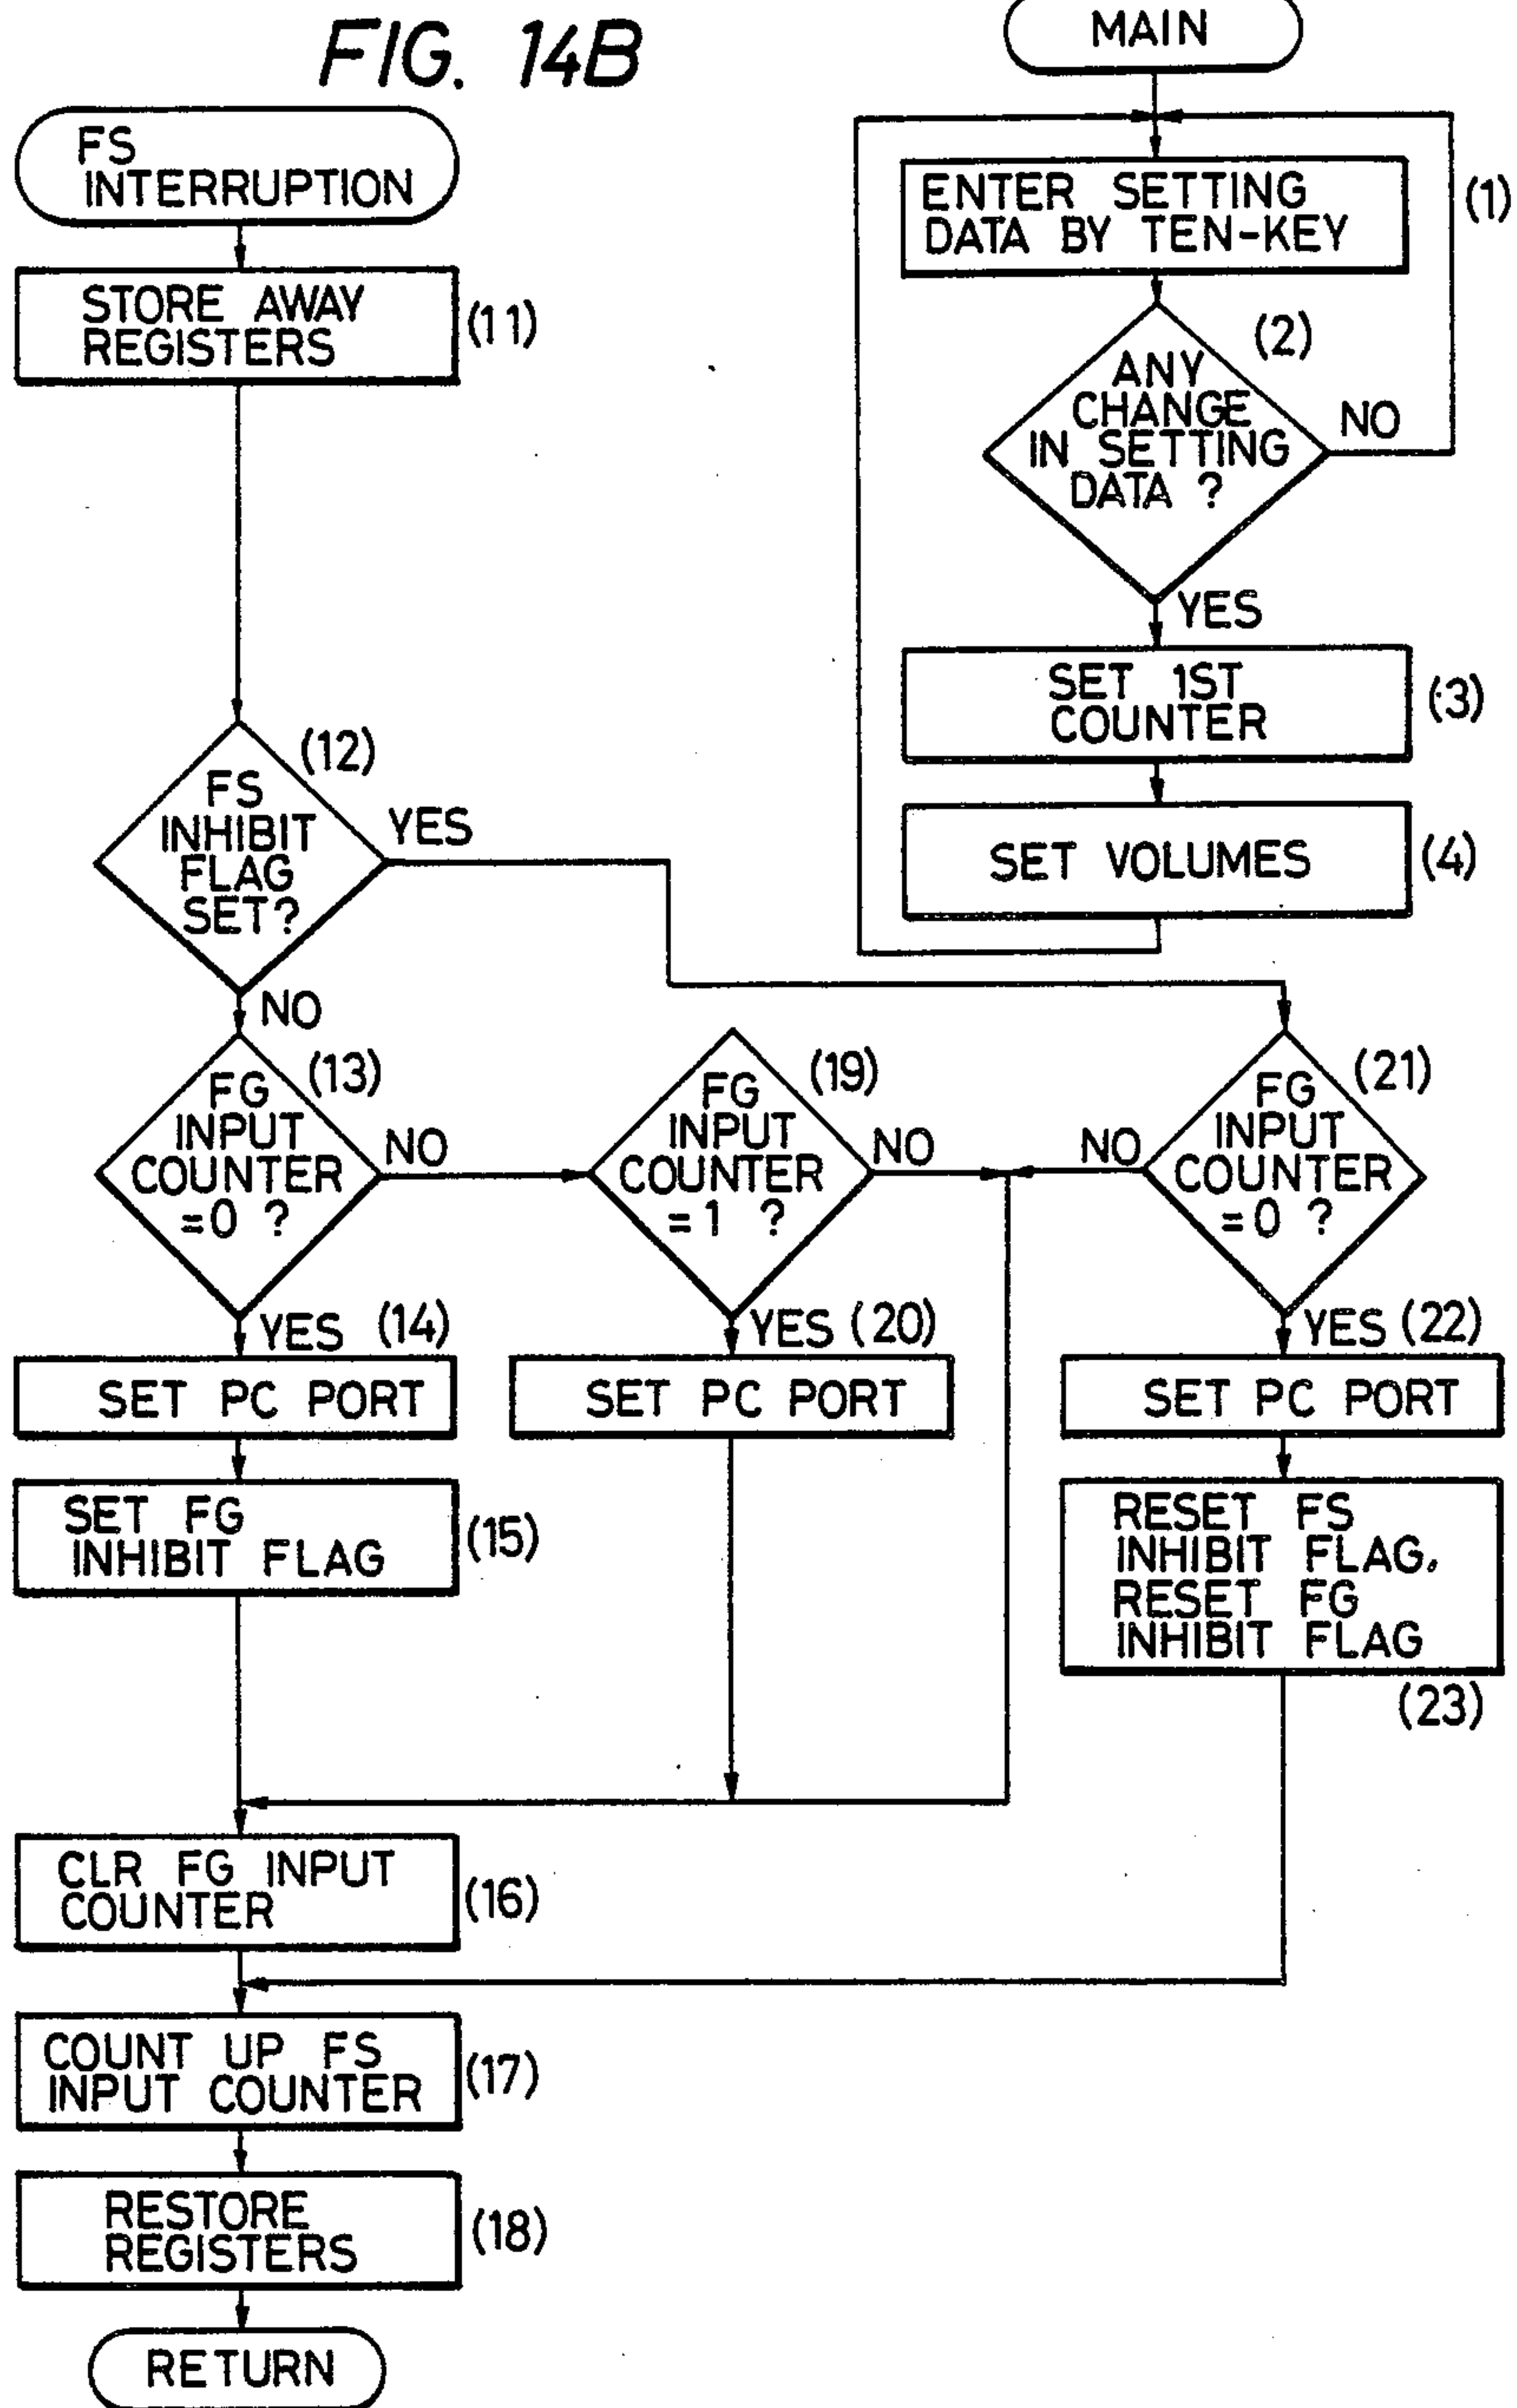 FIG. 14B
MAIN
FS
INTERRUPTION
ENTER SETTING
DATA BY TEN-KEY
(1)
STORE AWAY
REGISTERS
(11)
(2)
ANY
CHANGE
IN SETTING
DATA ?
NO
YES
SET 1ST
COUNTER
(3)
SET VOLUMES
(4)
(12)
FS
INHIBIT
FLAG
SET?
YES
NO
(13)
FG
INPUT
COUNTER
=0 ?
NO
(19)
FG
INPUT
COUNTER
=1 ?
NO
(21)
FG
INPUT
COUNTER
=0 ?
NO
YES (14)
SET PC PORT
YES (20)
SET PC PORT
YES (22)
SET PC PORT
SET FG
INHIBIT FLAG
(15)
RESET FS
INHIBIT FLAG,
RESET FG
INHIBIT FLAG
(23)
CLR FG INPUT
COUNTER
(16)
COUNT UP FS
INPUT COUNTER
(17)
RESTORE
REGISTERS
(18)
RETURN